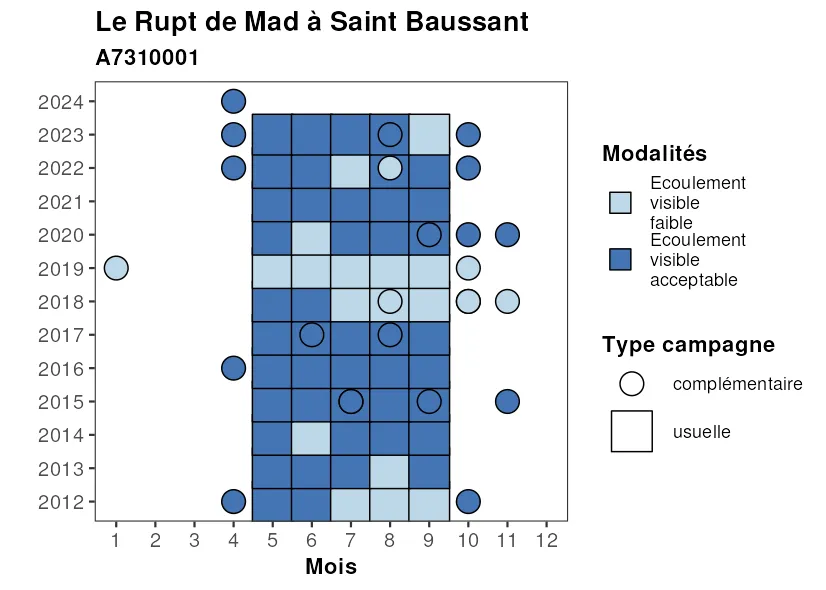 Le Rupt de Mad à Saint Baussant
A7310001
2024
2023
2022
2021
2020
2019
2018
2017
2016
2015
2014
2013
2012
1 2 3 4 5 6 7 8 9 10 11 12
Mois
Modalités
Ecoulement
visible
faible
Ecoulement
visible
acceptable
Type campagne
complémentaire
usuelle